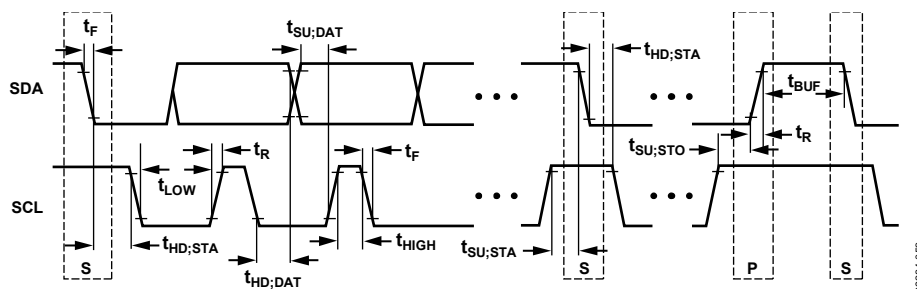 tF
tSU;DAT
tHD;STA
SDA
tBUF
tR
tF
tR
tSU;STO
tLOW
SCL
tHD;STA
tHIGH
tSU;STA
tHD;DAT
S
S
P
S